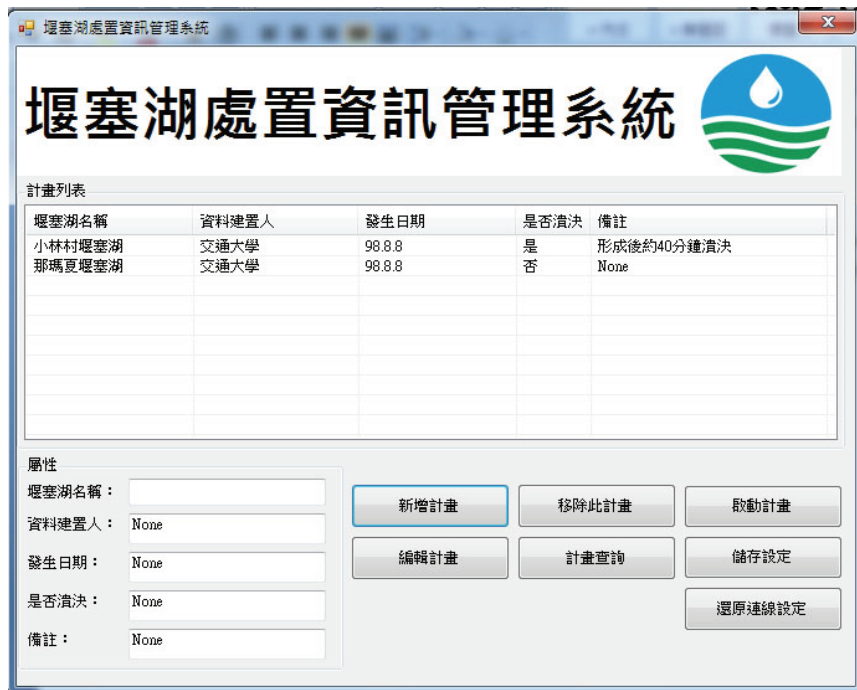 堰塞湖處置資訊管理系統
堰塞湖處置資訊管理系統
計畫列表
堰塞湖名稱 資料建置人 發生日期 是否潰決 備註
小林村堰塞湖 交通大學 98.8.8 是 形成後約40分鐘潰決
那瑪夏堰塞湖 交通大學 98.8.8 否 None
屬性
堰塞湖名稱：
資料建置人： None
發生日期： None
是否潰決： None
備註： None
新增計畫 移除此計畫 啟動計畫
編輯計畫 計畫查詢 儲存設定
還原連線設定